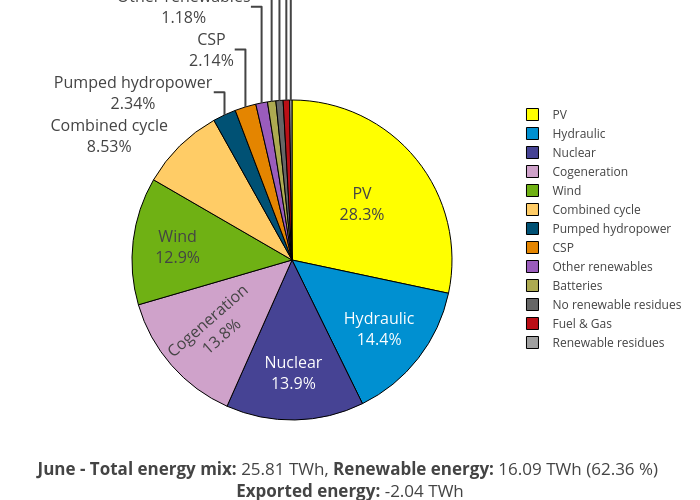 Other renewables
1.18%
CSP
2.14%
Pumped hydropower
2.34%
Combined cycle
8.53%
PV
28.3%
Wind
12.9%
Cogeneration
13.8%
Hydraulic
14.4%
Nuclear
13.9%
PV
Hydraulic
Nuclear
Cogeneration
Wind
Combined cycle
Pumped hydropower
CSP
Other renewables
Batteries
No renewable residues
Fuel & Gas
Renewable residues
June - Total energy mix: 25.81 TWh, Renewable energy: 16.09 TWh (62.36 %)
Exported energy: -2.04 TWh